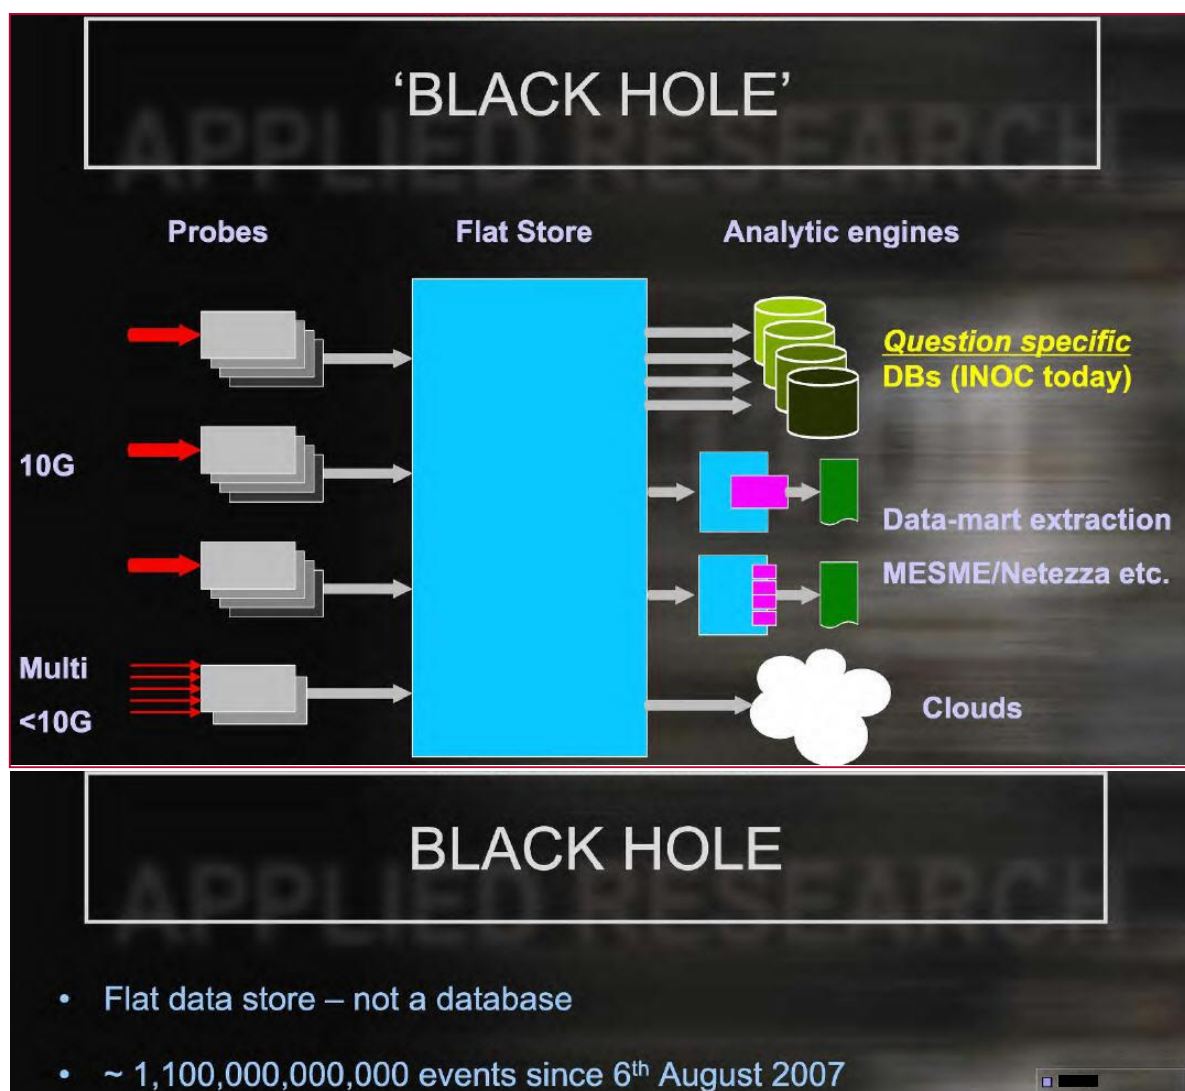 ‘BLACK HOLE’
APPLIED RESEARCH
Probes
Flat Store
Analytic engines
Question specific
DBs (INOC today)
10G
Data-mart extraction
MESME/Netezza etc.
Multi
<10G
Clouds
BLACK HOLE
APPLIED RESEARCH
• Flat data store – not a database
• ~ 1,100,000,000,000 events since 6th August 2007